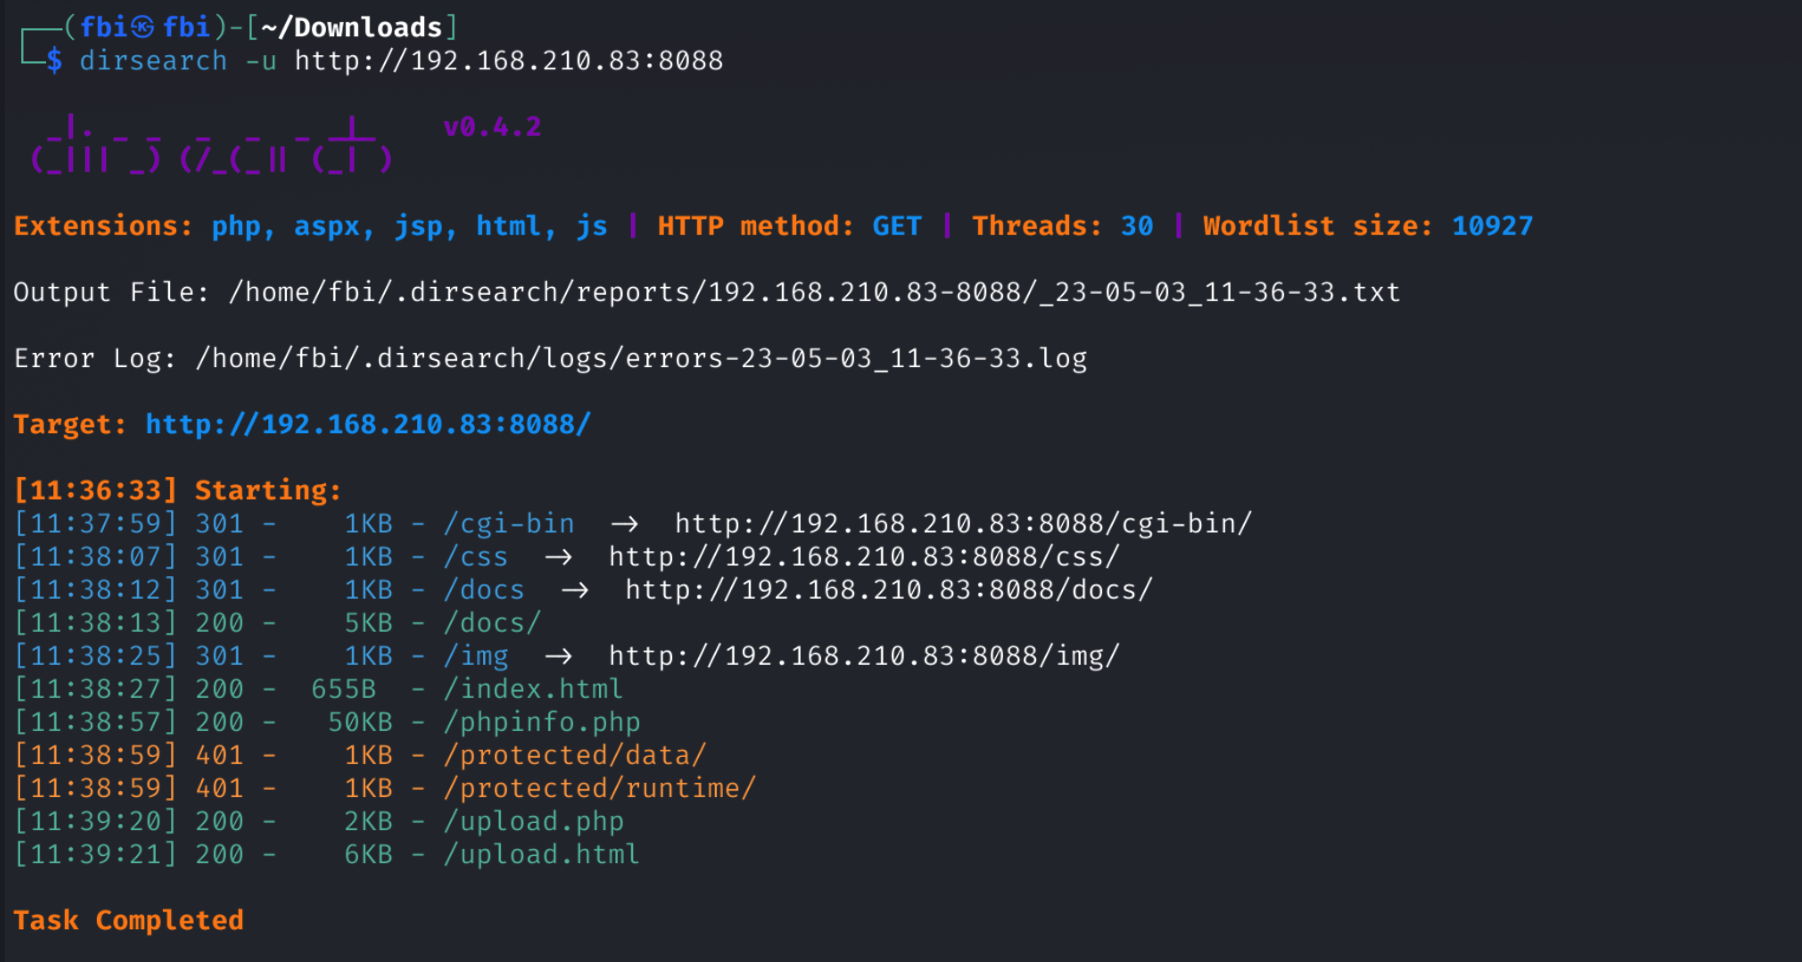 (fbi㉿fbi)-[~/Downloads]
$ dirsearch -u http://192.168.210.83:8088
v0.4.2
Extensions: php, aspx, jsp, html, js | HTTP method: GET | Threads: 30 | Wordlist size: 10927
Output File: /home/fbi/.dirsearch/reports/192.168.210.83-8088/_23-05-03_11-36-33.txt
Error Log: /home/fbi/.dirsearch/logs/errors-23-05-03_11-36-33.log
Target: http://192.168.210.83:8088/
[11:36:33] Starting:
[11:37:59] 301 - 1KB - /cgi-bin → http://192.168.210.83:8088/cgi-bin/
[11:38:07] 301 - 1KB - /css → http://192.168.210.83:8088/css/
[11:38:12] 301 - 1KB - /docs → http://192.168.210.83:8088/docs/
[11:38:13] 200 - 5KB - /docs/
[11:38:25] 301 - 1KB - /img → http://192.168.210.83:8088/img/
[11:38:27] 200 - 655B - /index.html
[11:38:57] 200 - 50KB - /phpinfo.php
[11:38:59] 401 - 1KB - /protected/data/
[11:38:59] 401 - 1KB - /protected/runtime/
[11:39:20] 200 - 2KB - /upload.php
[11:39:21] 200 - 6KB - /upload.html
Task Completed